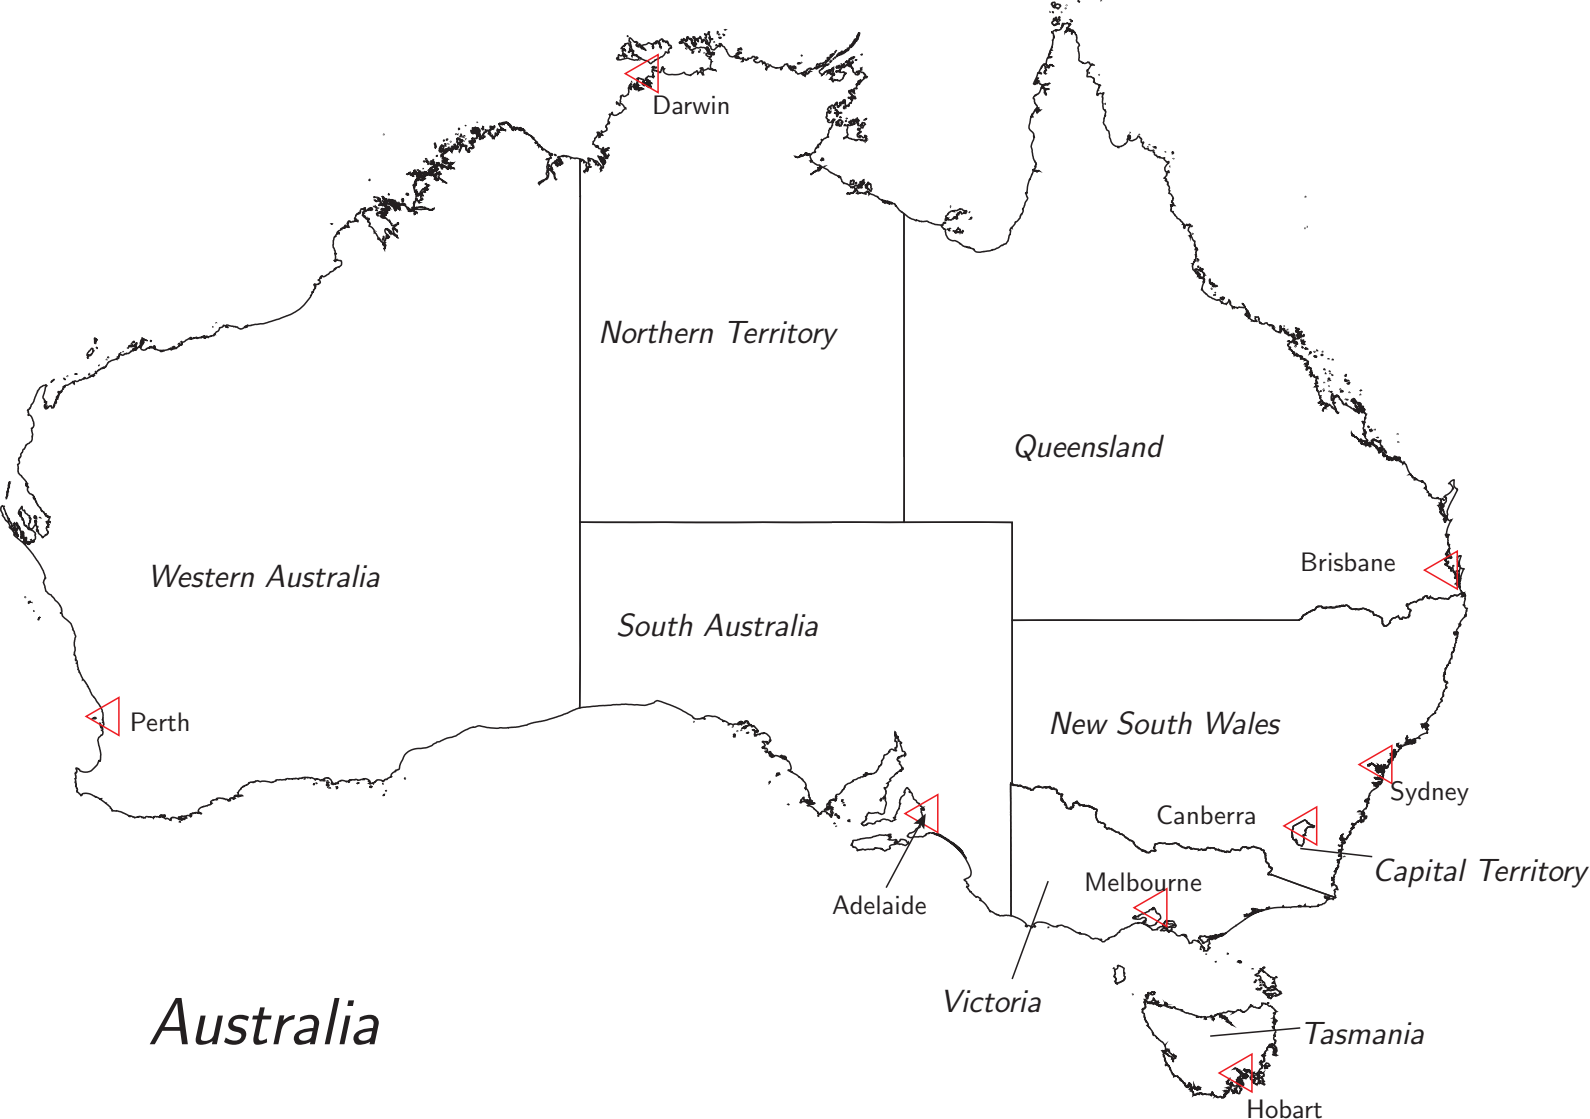 Darwin
Northern Territory
Queensland
Brisbane
Western Australia
South Australia
Perth
New South Wales
Sydney
Canberra
Capital Territory
Melbourne
Adelaide
Victoria
Australia
Tasmania
Hobart